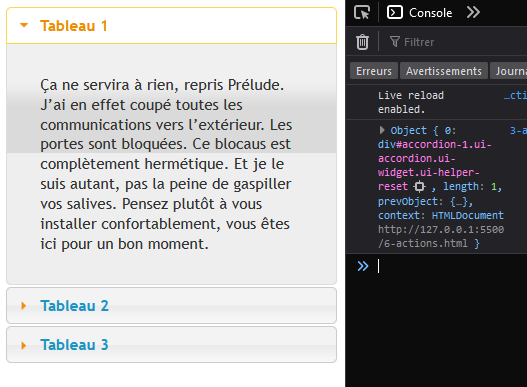 Tableau 1
Ça ne servira à rien, repris Prélude.
J’ai en effet coupé toutes les
communications vers l’extérieur. Les
portes sont bloquées. Ce blocaus est
complètement hermétique. Et je le
suis autant, pas la peine de gaspiller
vos salives. Pensez plutôt à vous
installer confortablement, vous êtes
ici pour un bon moment.
Tableau 2
Tableau 3
Console
Filtrer
Erreurs Avertissements Journa
Live reload …cti
enabled.
Object { 0: 3-a
div#accordion-1.ui-
accordion.ui-
widget.ui-helper-
reset , length: 1,
prevObject: {…},
context: HTMLDocument
http://127.0.0.1:5500
/6-actions.html }